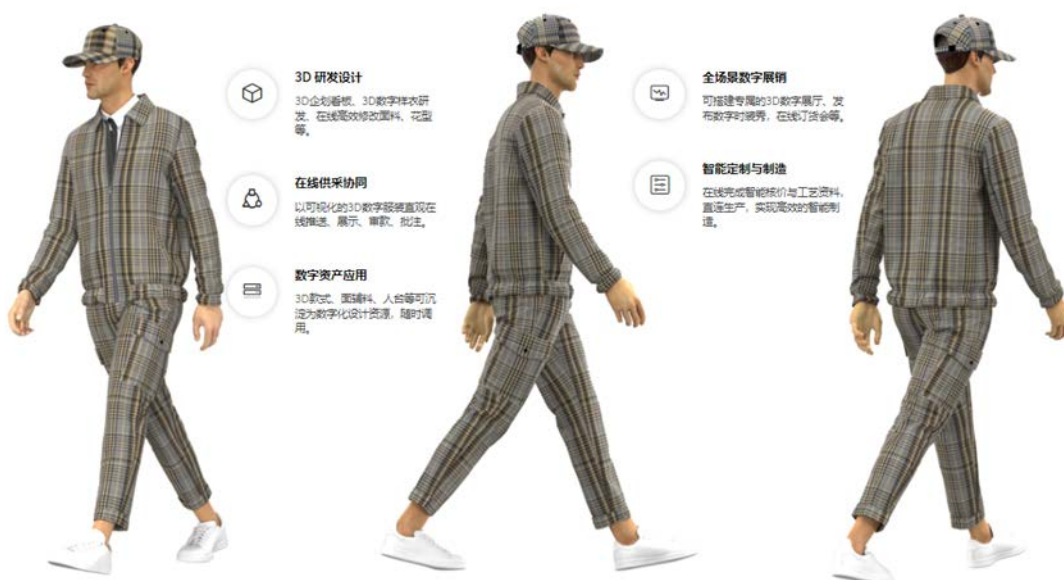 3D 研发设计
3D企划看板、3D数字样衣研
发、在线高效修改面料、花型
等。
在线供采协同
以可视化的3D数字服装直观在
线推送、展示、审款、批注。
数字资产应用
3D款式、面辅料、人台等可沉
淀为数字化设计资源，随时调
用。
全场景数字展销
可搭建专属的3D数字展厅、发
布数字时装秀，在线订货会等。
智能定制与制造
在线完成智能核价与工艺资料，
直连生产，实现高效的智能制
造。